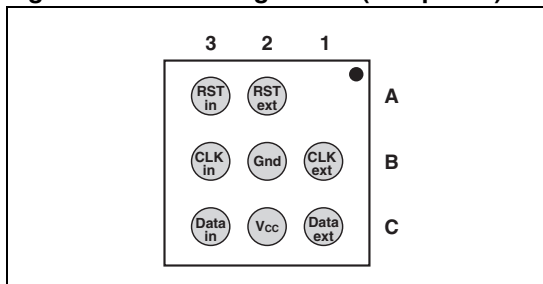 3 2 1
RST in RST ext A
CLK in Gnd CLK ext B
Data in Vcc Data ext C